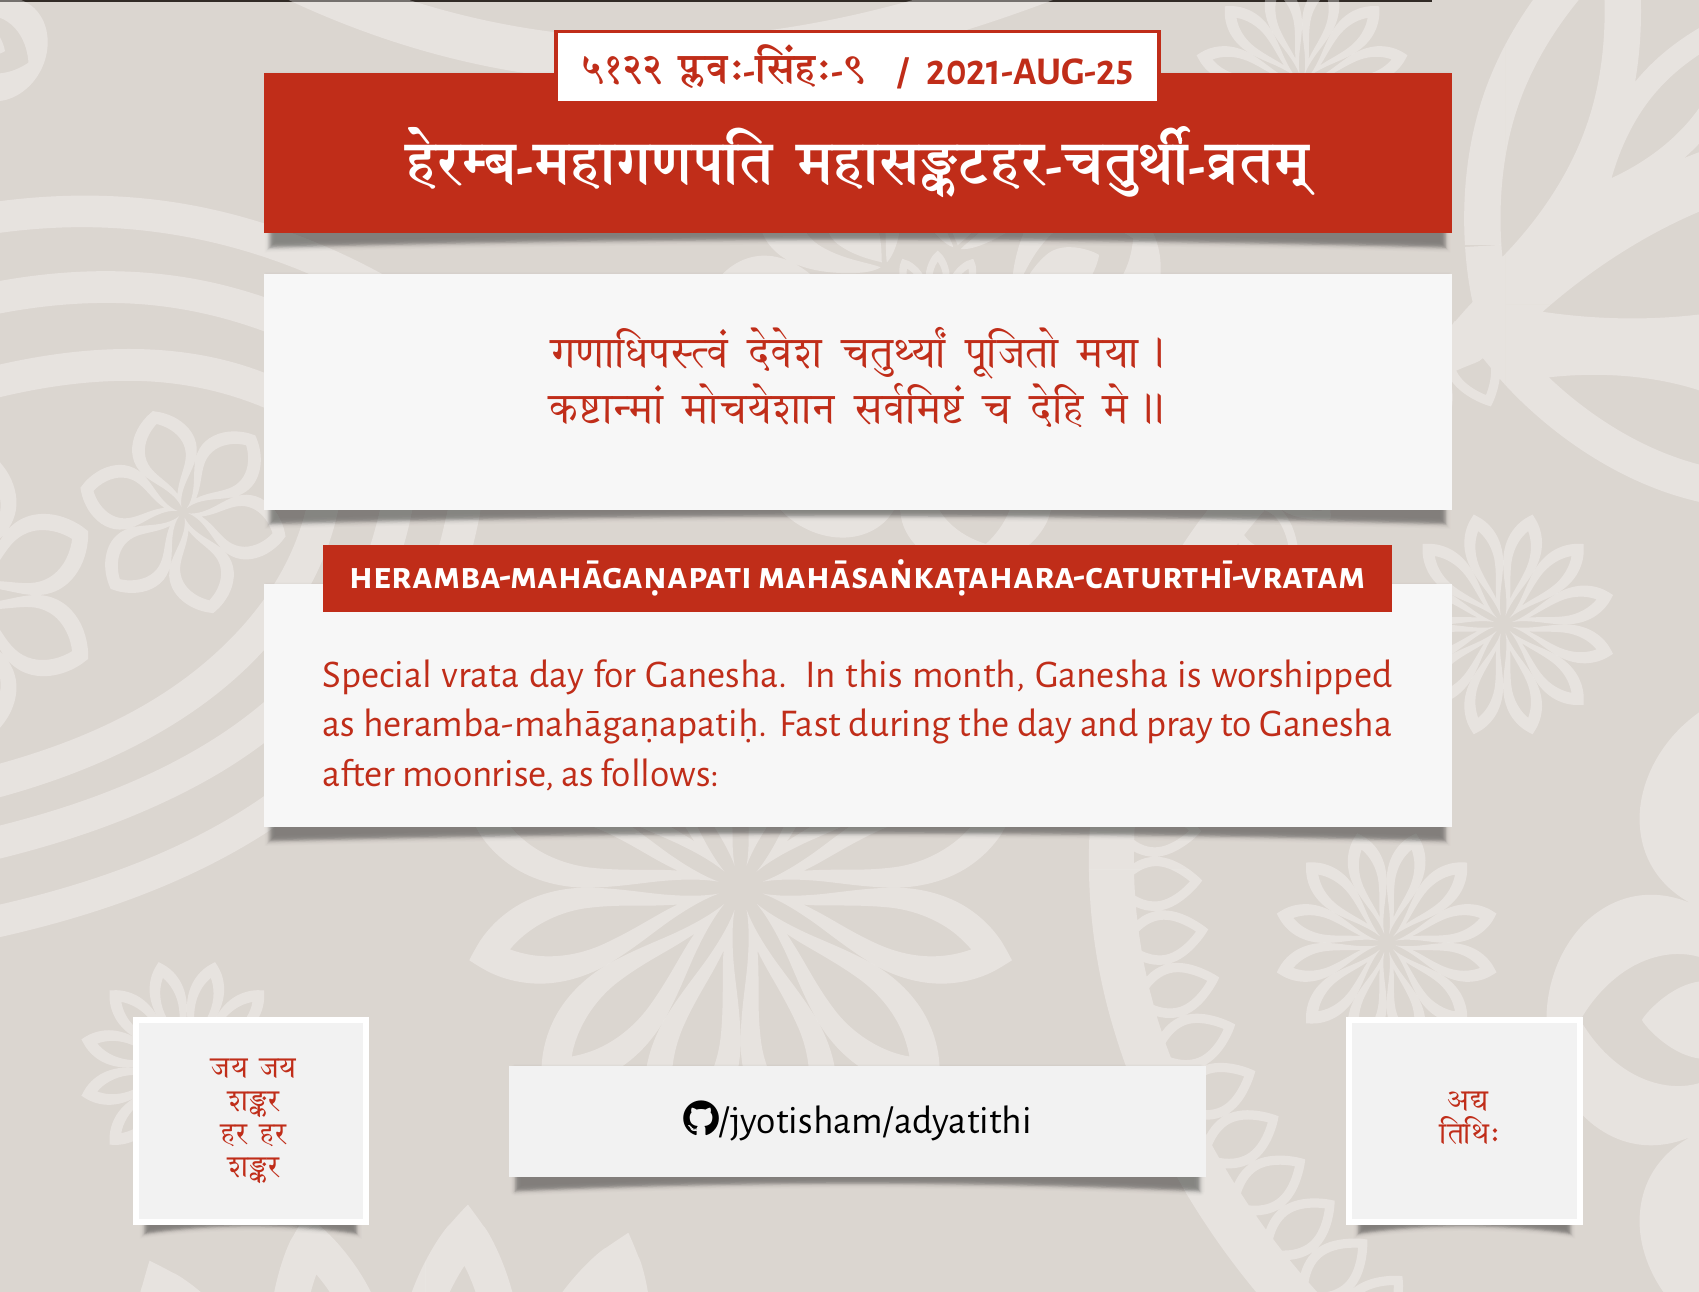 ५१२२ प्लवः-सिंहः-९ / 2021-AUG-25
हेरम्ब-महागणपति महासङ्कटहर-चतुर्थी-व्रतम्
गणाधिपस्त्वं देवेश चतुर्थ्यां पूजितो मया ।
कष्टान्मां मोचयेशान सर्वमिष्टं च देहि मे ॥
HERAMBA-MAHĀGAṆAPATI MAHĀSAṄKAṬAHARA-CATURTHĪ-VRATAM
Special vrata day for Ganesha. In this month, Ganesha is worshipped
as heramba-mahāgaṇapatiḥ. Fast during the day and pray to Ganesha
after moonrise, as follows:
जय जय
शङ्कर
हर हर
शङ्कर
/jyotisham/adyatithi
अद्य
तिथिः